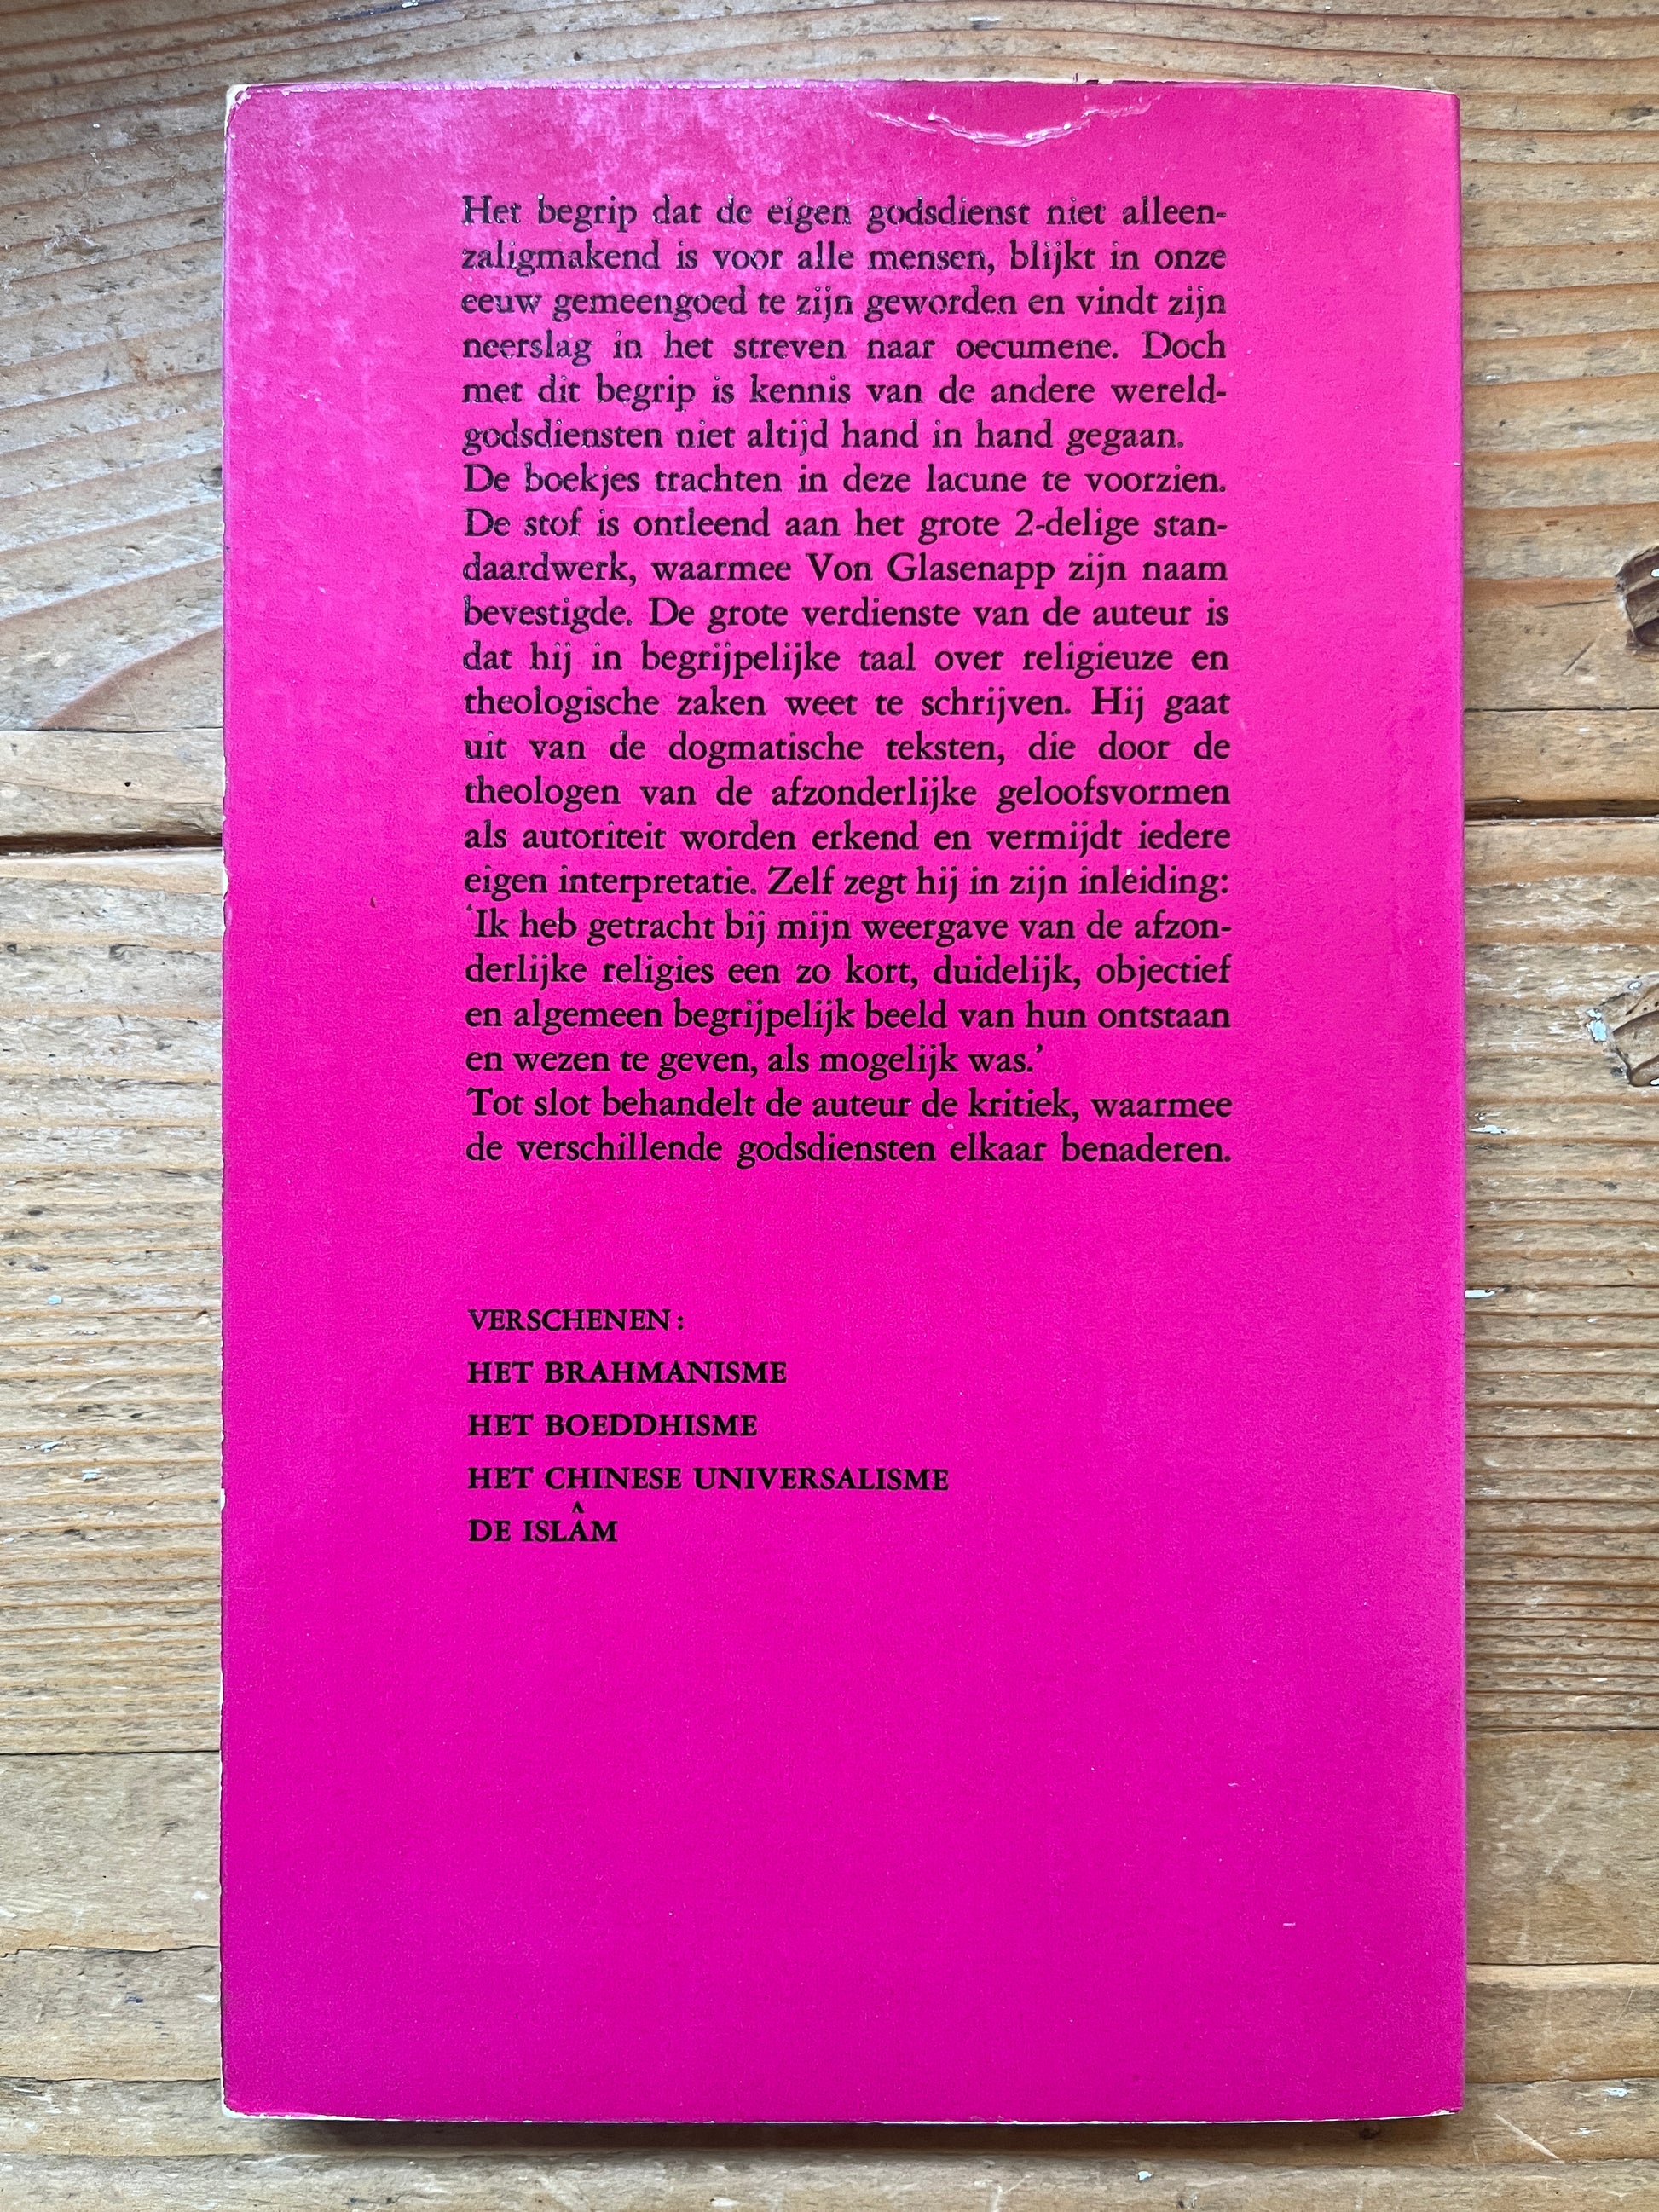 Het begrip dat de eigen godsdienst niet alleen-
zaligmakend is voor alle mensen, blijkt in onze
eeuw gemeengoed te zijn geworden en vindt zijn
neerslag in het streven naar oecumene. Doch
met dit begrip is kennis van de andere wereld-
godsdiensten niet altijd hand in hand gegaan.
De boekjes trachten in deze lacune te voorzien.
De stof is ontleend aan het grote 2-delige stan-
daardwerk, waarmee Von Glasenapp zijn naam
bevestigde. De grote verdienste van de auteur is
dat hij in begrijpelijke taal over religieuze en
theologische zaken weet te schrijven. Hij gaat
uit van de dogmatische teksten, die door de
theologen van de afzonderlijke geloofsvormen
als autoriteit worden erkend en vermijdt iedere
eigen interpretatie. Zelf zegt hij in zijn inleiding:
‘Ik heb getracht bij mijn weergave van de afzon-
derlijke religies een zo kort, duidelijk, objectief
en algemeen begrijpelijk beeld van hun ontstaan
en wezen te geven, als mogelijk was.’
Tot slot behandelt de auteur de kritiek, waarmee
de verschillende godsdiensten elkaar benaderen.
VERSCHENEN:
HET BRAHMANISME
HET BOEDDHISME
HET CHINESE UNIVERSALISME
DE ISLÂM